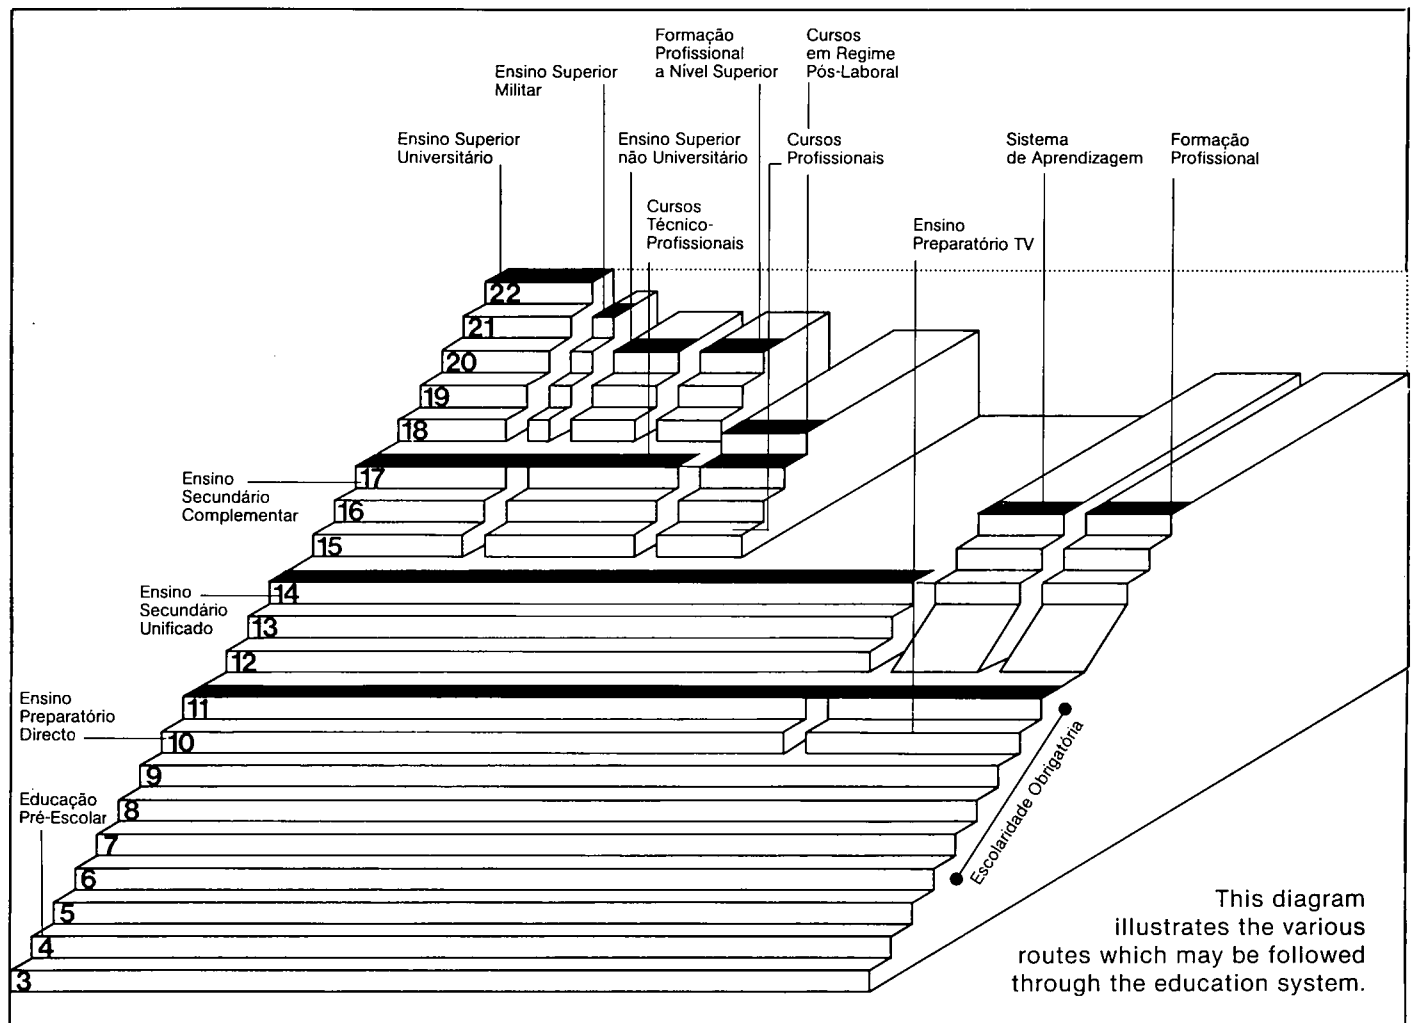 Formação
Profissional
a Nível Superior
Cursos
em Regime
Pós-Laboral
Ensino Superior
Militar
Ensino Superior
Universitário
Ensino Superior
não Universitário
Cursos
Profissionais
Sistema
de Aprendizagem
Formação
Profissional
Cursos
Técnico-
Profissionais
Ensino
Preparatório TV
22
21
20
19
18
17
Ensino
Secundário
Complementar
16
15
14
Ensino
Secundário
Unificado
13
12
11
Ensino
Preparatório
Directo
10
9
8
Educação
Pré-Escolar
7
6
5
4
3
Escolaridade Obrigatória
This diagram
illustrates the various
routes which may be followed
through the education system.